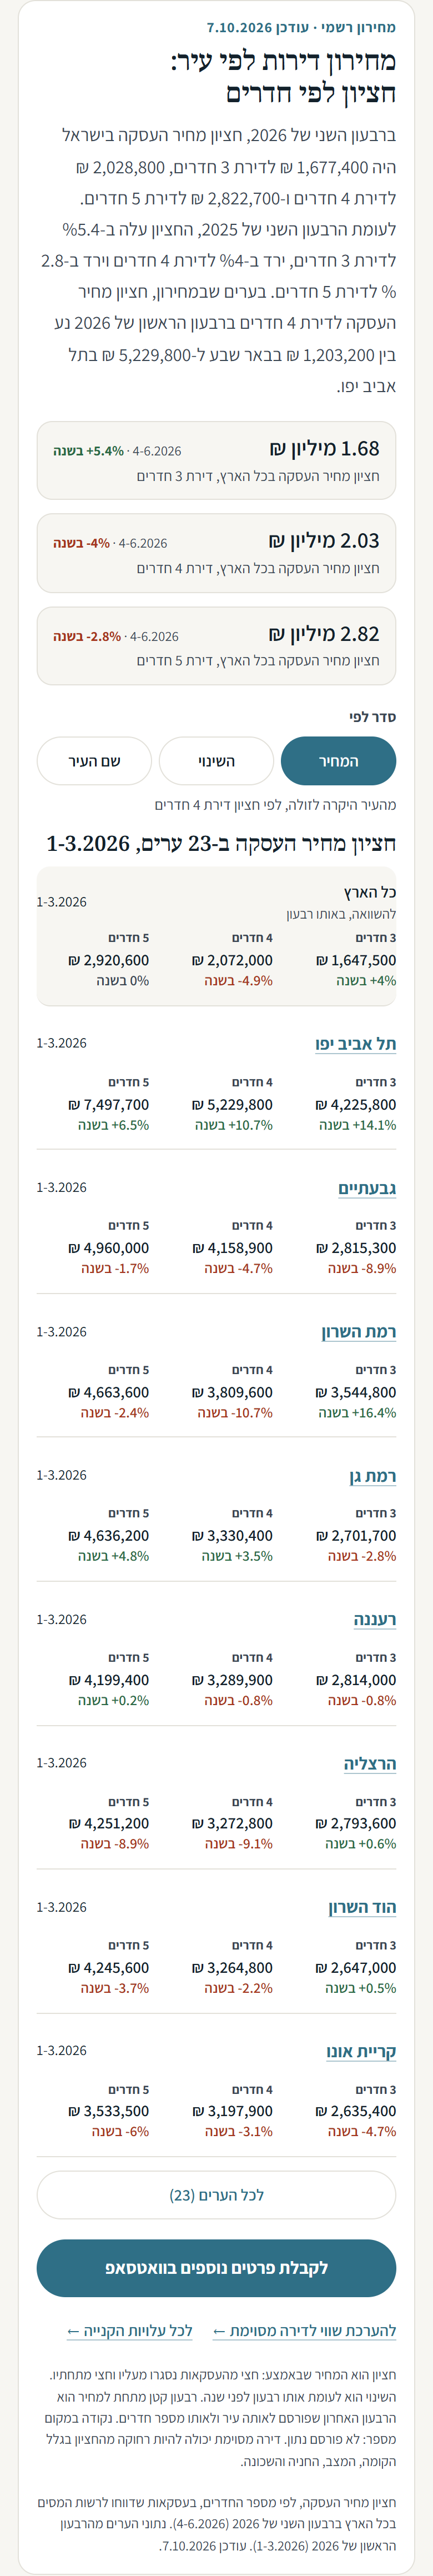 מחירון רשמי · עודכן 7.10.2026
מחירון דירות לפי עיר:
חציון לפי חדרים
ברבעון השני של 2026, חציון מחיר העסקה בישראל
היה 1,677,400 ₪ לדירת 3 חדרים, 2,028,800 ₪
לדירת 4 חדרים ו-2,822,700 ₪ לדירת 5 חדרים.
לעומת הרבעון השני של 2025, החציון עלה ב-5.4%
לדירת 3 חדרים, ירד ב-4% לדירת 4 חדרים וירד ב-2.8
% לדירת 5 חדרים. בערים שבמחירון, חציון מחיר
העסקה לדירת 4 חדרים ברבעון הראשון של 2026 נע
בין 1,203,200 ₪ בבאר שבע ל-5,229,800 ₪ בתל
אביב יפו.
1.68 מיליון ₪ 4-6.2026 · +5.4% בשנה
חציון מחיר העסקה בכל הארץ, דירת 3 חדרים
2.03 מיליון ₪ 4-6.2026 · -4% בשנה
חציון מחיר העסקה בכל הארץ, דירת 4 חדרים
2.82 מיליון ₪ 4-6.2026 · -2.8% בשנה
חציון מחיר העסקה בכל הארץ, דירת 5 חדרים
סדר לפי
המחיר השינוי שם העיר
מהעיר היקרה לזולה, לפי חציון דירת 4 חדרים
חציון מחיר העסקה ב-23 ערים, 1-3.2026
כל הארץ 1-3.2026
להשוואה, באותו רבעון
3 חדרים 4 חדרים 5 חדרים
1,647,500 ₪ 2,072,000 ₪ 2,920,600 ₪
+4% בשנה -4.9% בשנה 0% בשנה
תל אביב יפו 1-3.2026
3 חדרים 4 חדרים 5 חדרים
4,225,800 ₪ 5,229,800 ₪ 7,497,700 ₪
+14.1% בשנה +10.7% בשנה +6.5% בשנה
גבעתיים 1-3.2026
3 חדרים 4 חדרים 5 חדרים
2,815,300 ₪ 4,158,900 ₪ 4,960,000 ₪
-8.9% בשנה -4.7% בשנה -1.7% בשנה
רמת השרון 1-3.2026
3 חדרים 4 חדרים 5 חדרים
3,544,800 ₪ 3,809,600 ₪ 4,663,600 ₪
+16.4% בשנה -10.7% בשנה -2.4% בשנה
רמת גן 1-3.2026
3 חדרים 4 חדרים 5 חדרים
2,701,700 ₪ 3,330,400 ₪ 4,636,200 ₪
-2.8% בשנה +3.5% בשנה +4.8% בשנה
רעננה 1-3.2026
3 חדרים 4 חדרים 5 חדרים
2,814,000 ₪ 3,289,900 ₪ 4,199,400 ₪
-0.8% בשנה -0.8% בשנה +0.2% בשנה
הרצליה 1-3.2026
3 חדרים 4 חדרים 5 חדרים
2,793,600 ₪ 3,272,800 ₪ 4,251,200 ₪
+0.6% בשנה -9.1% בשנה -8.9% בשנה
הוד השרון 1-3.2026
3 חדרים 4 חדרים 5 חדרים
2,647,000 ₪ 3,264,800 ₪ 4,245,600 ₪
+0.5% בשנה -2.2% בשנה -3.7% בשנה
קריית אונו 1-3.2026
3 חדרים 4 חדרים 5 חדרים
2,635,400 ₪ 3,197,900 ₪ 3,533,500 ₪
-4.7% בשנה -3.1% בשנה -6% בשנה
לכל הערים (23)
לקבלת פרטים נוספים בוואטסאפ
להערכת שווי לדירה מסוימת ← לכל עלויות הקנייה ←
חציון הוא המחיר שבאמצע: חצי מהעסקאות נסגרו מעליו וחצי מתחתיו.
השינוי הוא לעומת אותו רבעון לפני שנה. רבעון קטן מתחת למחיר הוא
הרבעון האחרון שפורסם לאותה עיר ולאותו מספר חדרים. נקודה במקום
מספר: לא פורסם נתון. דירה מסוימת יכולה להיות רחוקה מהחציון בגלל
הקומה, המצב, החניה והשכונה.
חציון מחיר העסקה, לפי מספר החדרים, בעסקאות שדווחו לרשות המסים
בכל הארץ ברבעון השני של 2026 (4-6.2026). נתוני הערים מהרבעון
הראשון של 2026 (1-3.2026). עודכן 7.10.2026.